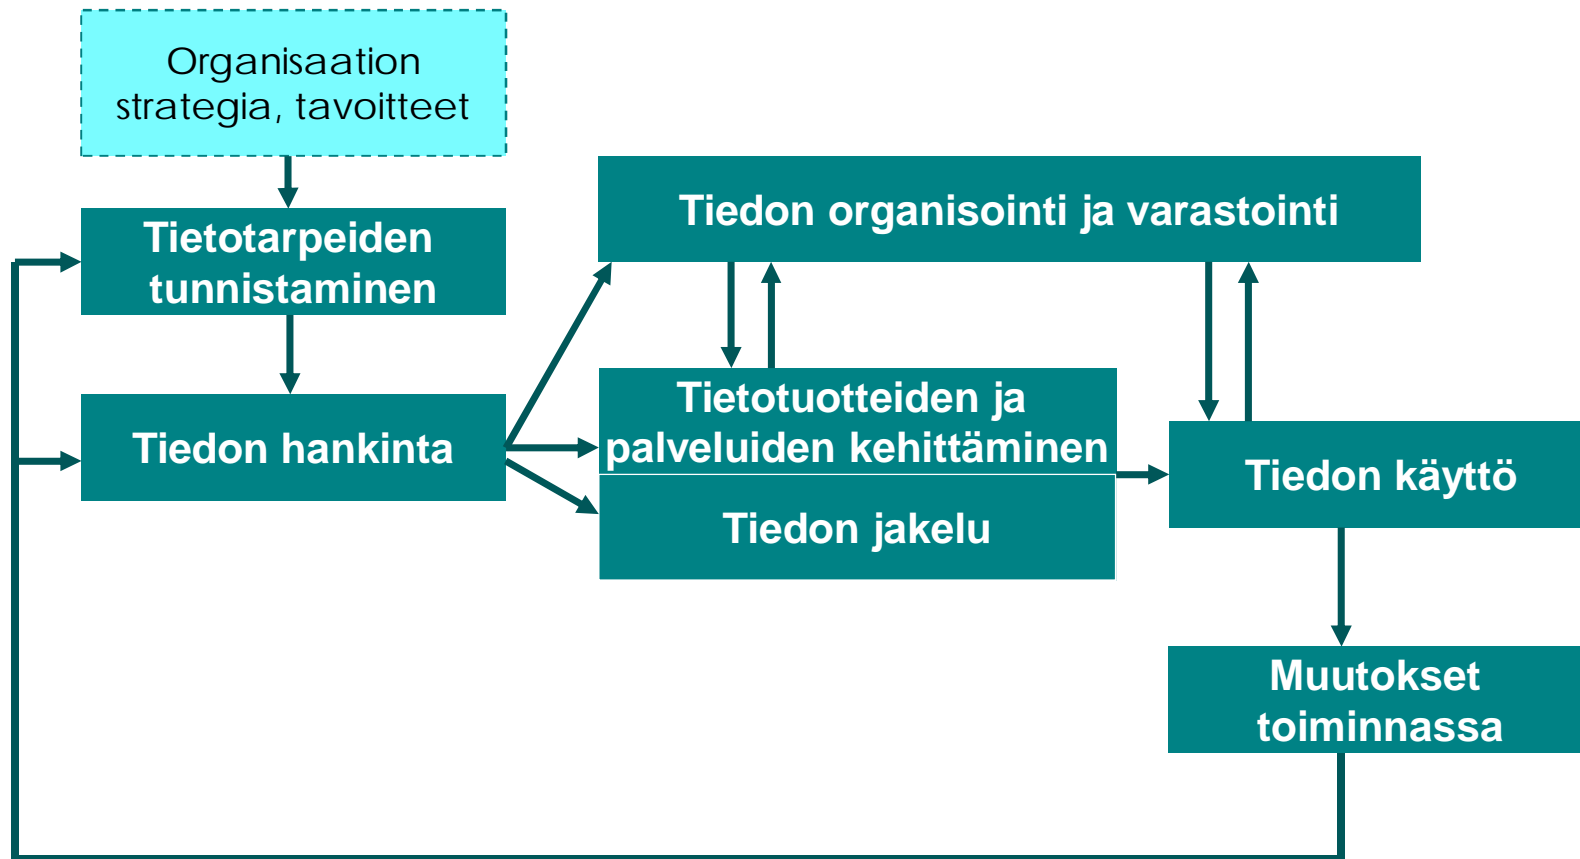 Organisaation
strategia, tavoitteet
Tietotarpeiden
tunnistaminen
Tiedon hankinta
Tiedon organisointi ja varastointi
Tietotuotteiden ja
palveluiden kehittäminen
Tiedon jakelu
Tiedon käyttö
Muutokset
toiminnassa